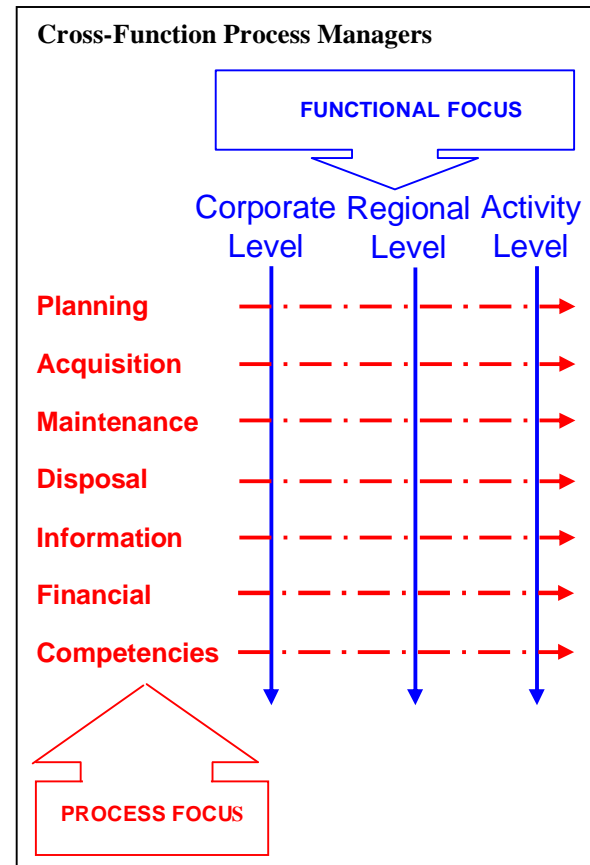 Cross-Function Process Managers
FUNCTIONAL FOCUS
Corporate Regional Activity
Level Level Level
Planning
Acquisition
Maintenance
Disposal
Information
Financial
Competencies
PROCESS FOCUS